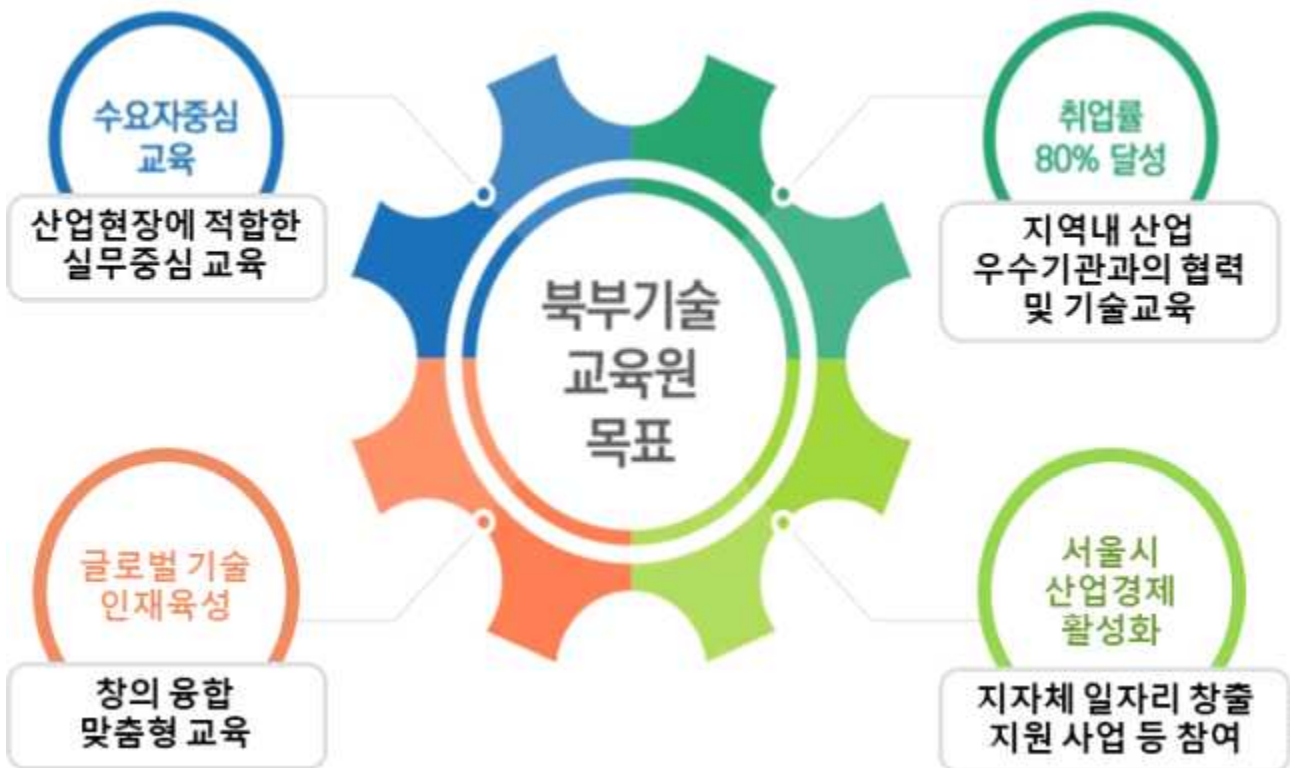 수요자중심
교육
산업현장에 적합한
실무중심 교육
취업률
80% 달성
지역내 산업
우수기관과의 협력
및 기술교육
북부기술
교육원
목표
글로벌 기술
인재육성
창의 융합
맞춤형 교육
서울시
산업경제
활성화
지자체 일자리 창출
지원 사업 등 참여